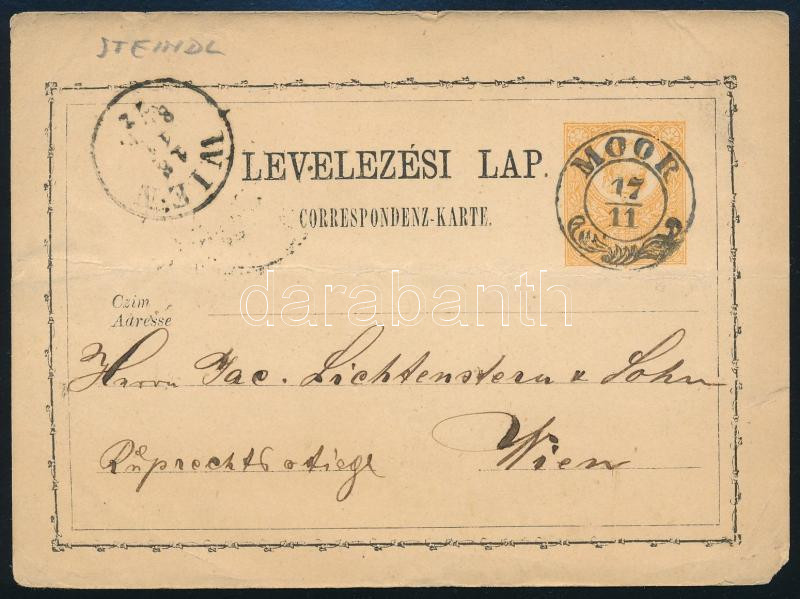 STEINDL
WIEN
MOOR
17
11
LEVELEZÉSI LAP.
CORRESPONDENZ-KARTE.
darabanth
Czim
Adresse
Herrn Jac. Lichtenstern & Sohn
Ruprechtsstiege Wien